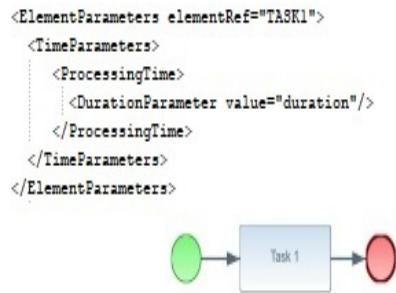 <ElementParameters elementRef="TASK1">
<TimeParameters>
<ProcessingTime>
<DurationParameter value="duration"/>
</ProcessingTime>
</TimeParameters>
</ElementParameters>
Task 1